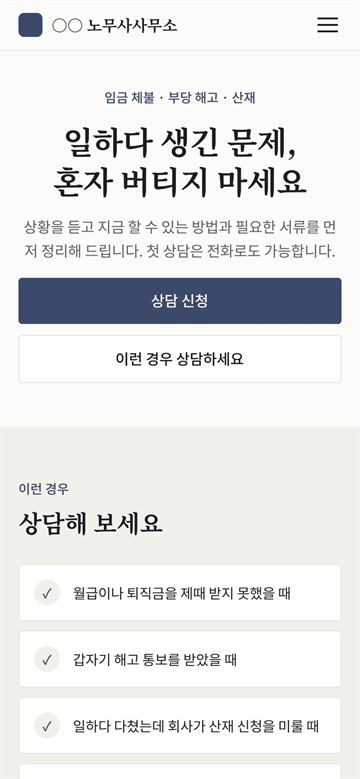 ○○ 노무사사무소
임금 체불 · 부당 해고 · 산재
일하다 생긴 문제,
혼자 버티지 마세요
상황을 듣고 지금 할 수 있는 방법과 필요한 서류를 먼
저 정리해 드립니다. 첫 상담은 전화로도 가능합니다.
상담 신청
이런 경우 상담하세요
이런 경우
상담해 보세요
✓ 월급이나 퇴직금을 제때 받지 못했을 때
✓ 갑자기 해고 통보를 받았을 때
✓ 일하다 다쳤는데 회사가 산재 신청을 미룰 때